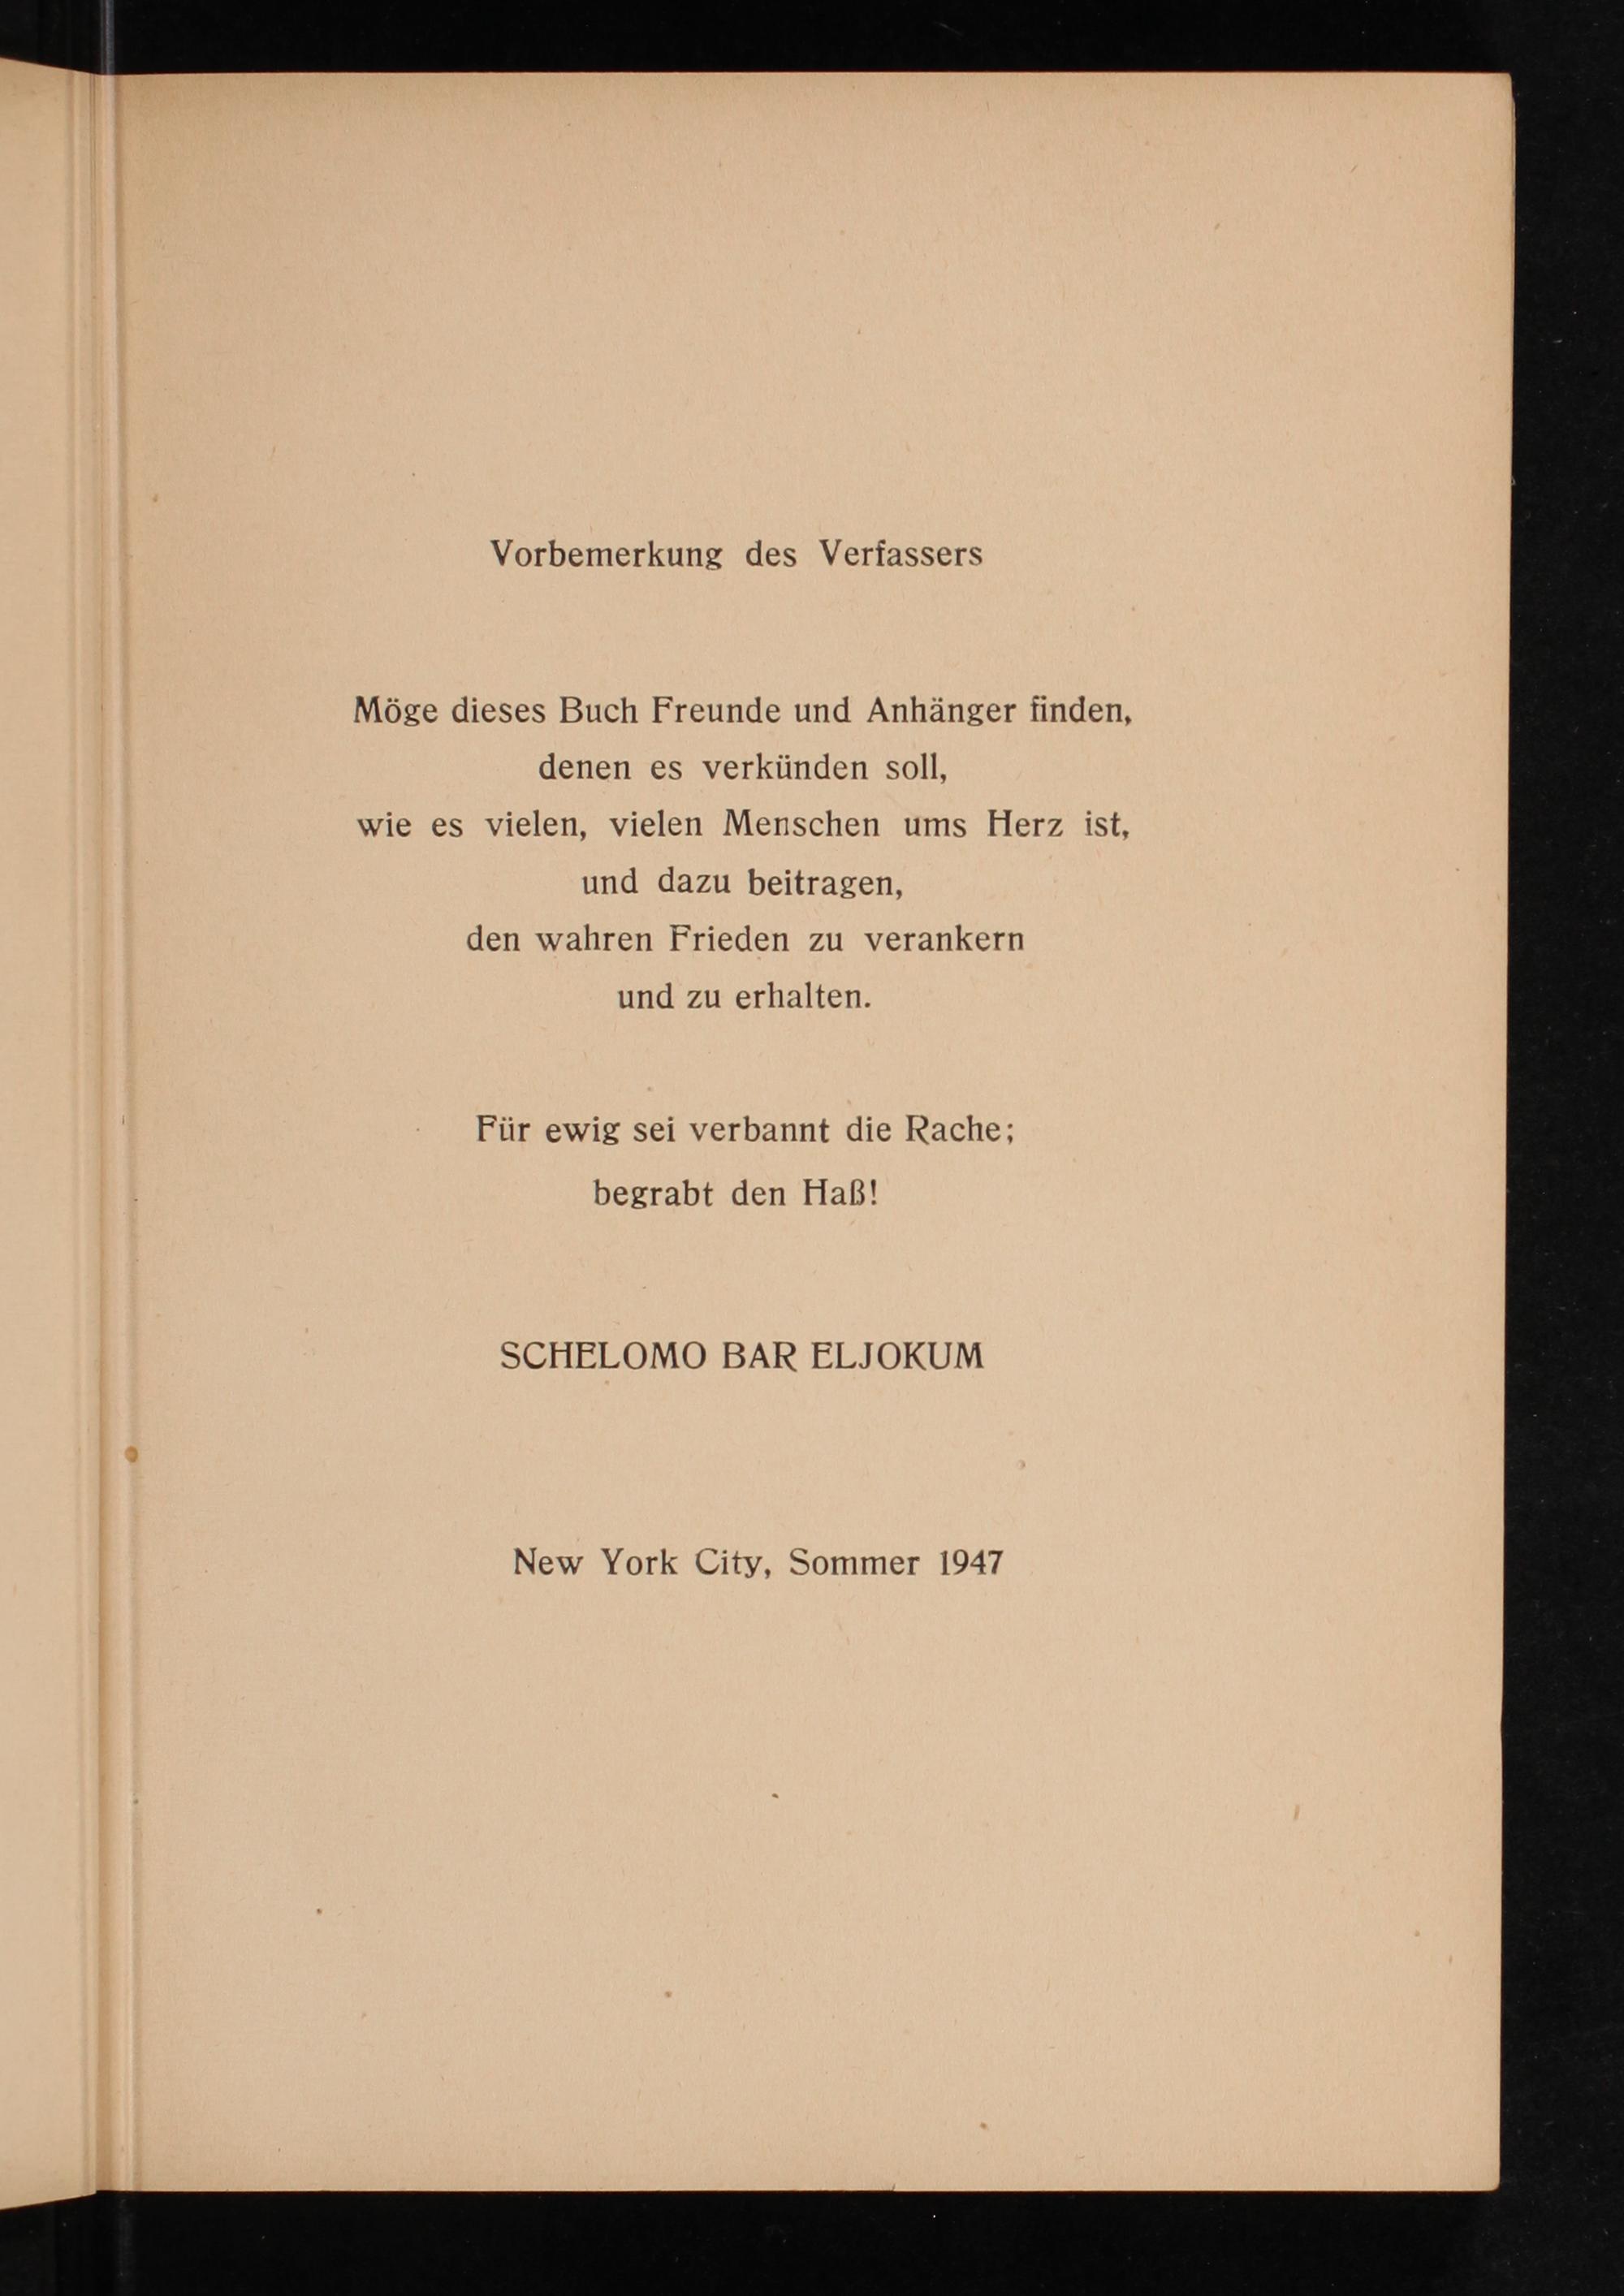 Vorbemerkung des Verfassers
Möge dieses Buch Freunde und Anhänger finden,
denen es verkünden soll,
wie es vielen, vielen Menschen ums Herz ist,
und dazu beitragen,
den wahren Frieden zu verankern
und zu erhalten.
Für ewig sei verbannt die Rache;
begrabt den Haß!
SCHELOMO BAR ELJOKUM
New York City, Sommer 1947